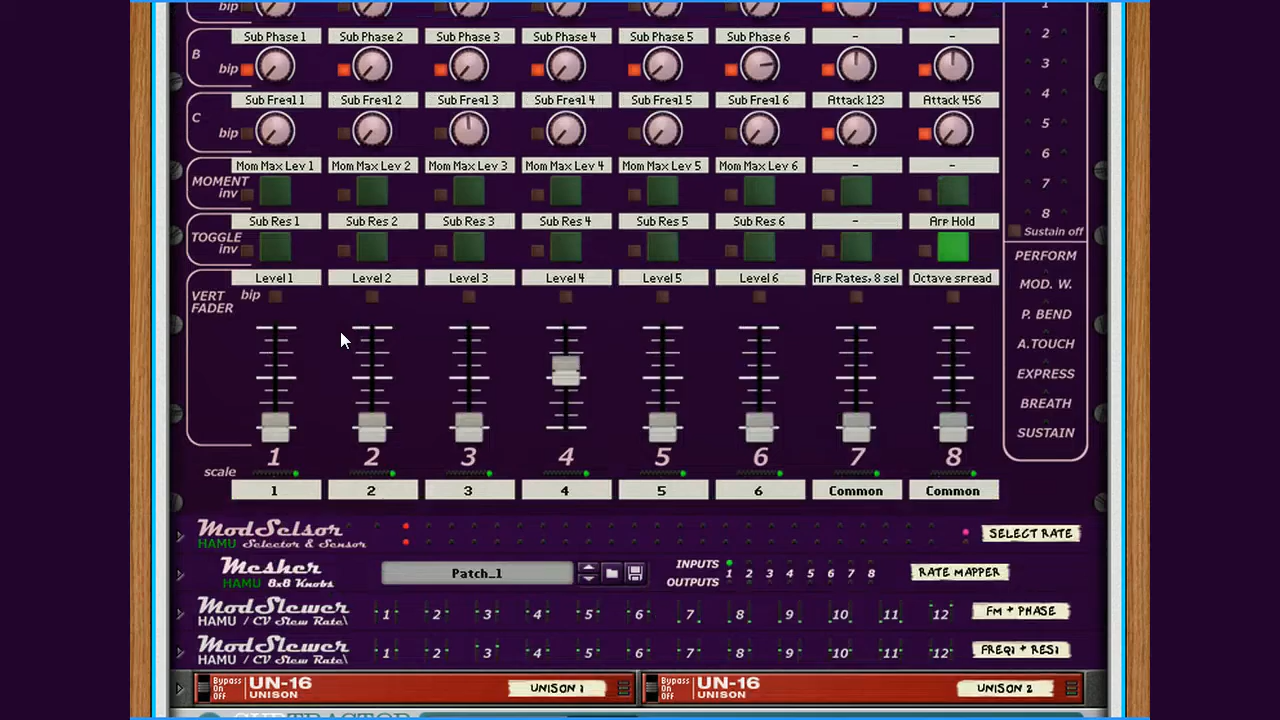 1
Sub Phase 1 Sub Phase 2 Sub Phase 3 Sub Phase 4 Sub Phase 5 Sub Phase 6 - -
B
bip
2
3
Sub Frq1 1 Sub Frq1 2 Sub Frq1 3 Sub Frq1 4 Sub Frq1 5 Sub Frq1 6 Attack 123 Attack 456
4
C
bip
5
Mom Max Lev 1 Mom Max Lev 2 Mom Max Lev 3 Mom Max Lev 4 Mom Max Lev 5 Mom Max Lev 6 - -
6
MOMENT
inv
7
Sub Res 1 Sub Res 2 Sub Res 3 Sub Res 4 Sub Res 5 Sub Res 6 - Arp Hold
8
TOGGLE
inv
Sustain off
PERFORM
Level 1 Level 2 Level 3 Level 4 Level 5 Level 6 Arp Rates, 8 sel Octave spread
VERT
FADER
bip
MOD. W.
P. BEND
A.TOUCH
EXPRESS
BREATH
SUSTAIN
1 2 3 4 5 6 7 8
scale
1 2 3 4 5 6 Common Common
ModSelsor
HAMU Selector & Sensor
SELECT RATE
Mesher
HAMU 8x8 Knobs
Patch_1
INPUTS
OUTPUTS
1 2 3 4 5 6 7 8
RATE MAPPER
ModSlewer
HAMU / CV Slew Rate\
1 2 3 4 5 6 7 8 9 10 11 12
FM + PHASE
ModSlewer
HAMU / CV Slew Rate\
1 2 3 4 5 6 7 8 9 10 11 12
FREQ1 + RES1
Bypass
On
Off
UN-16
UNISON
UNISON 1
Bypass
On
Off
UN-16
UNISON
UNISON 2